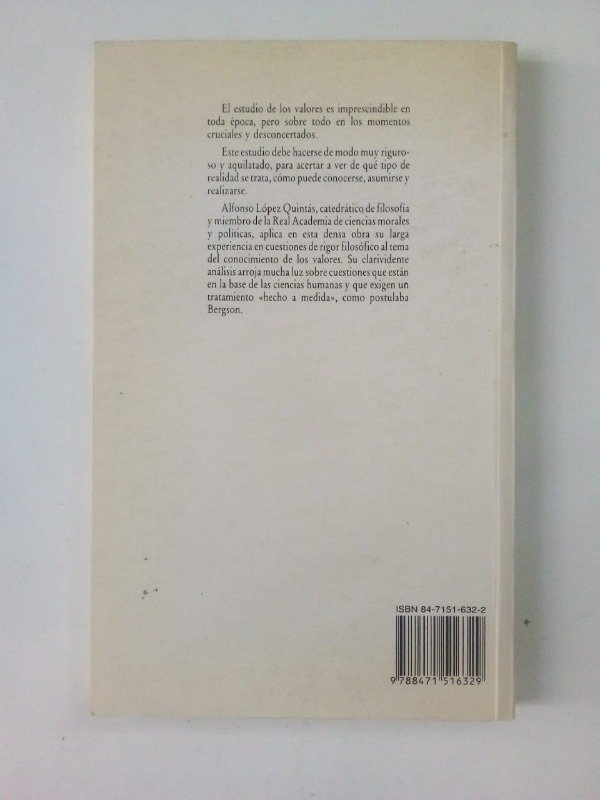 El estudio de los valores es imprescindible en
toda época, pero sobre todo en los momentos
cruciales y desconcertados.
Este estudio debe hacerse de modo muy riguro-
so y aquilatado, para acertar a ver de qué tipo de
realidad se trata, cómo puede conocerse, asumirse y
realizarse.
Alfonso López Quintás, catedrático de filosofía
y miembro de la Real Academia de ciencias morales
y políticas, aplica en esta densa obra su larga
experiencia en cuestiones de rigor filosófico al tema
del conocimiento de los valores. Su clarividente
análisis arroja mucha luz sobre cuestiones que están
en la base de las ciencias humanas y que exigen un
tratamiento «hecho a medida», como postulaba
Bergson.
ISBN 84-7151-632-2
9 788471 516329